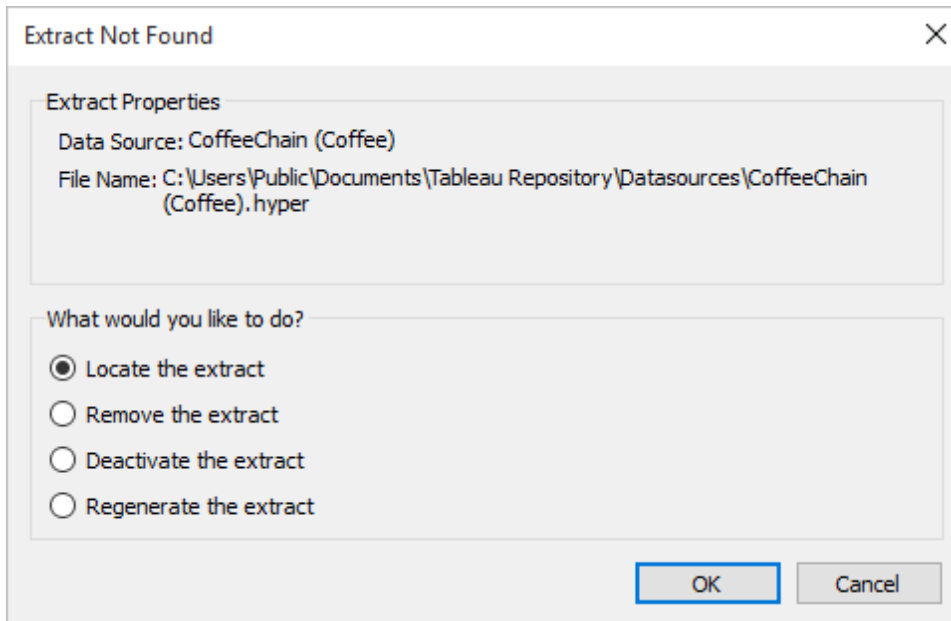 Extract Not Found
Extract Properties
Data Source: CoffeeChain (Coffee)
File Name: C:\Users\Public\Documents\Tableau Repository\Datasources\CoffeeChain
(Coffee).hyper
What would you like to do?
Locate the extract
Remove the extract
Deactivate the extract
Regenerate the extract
OK Cancel